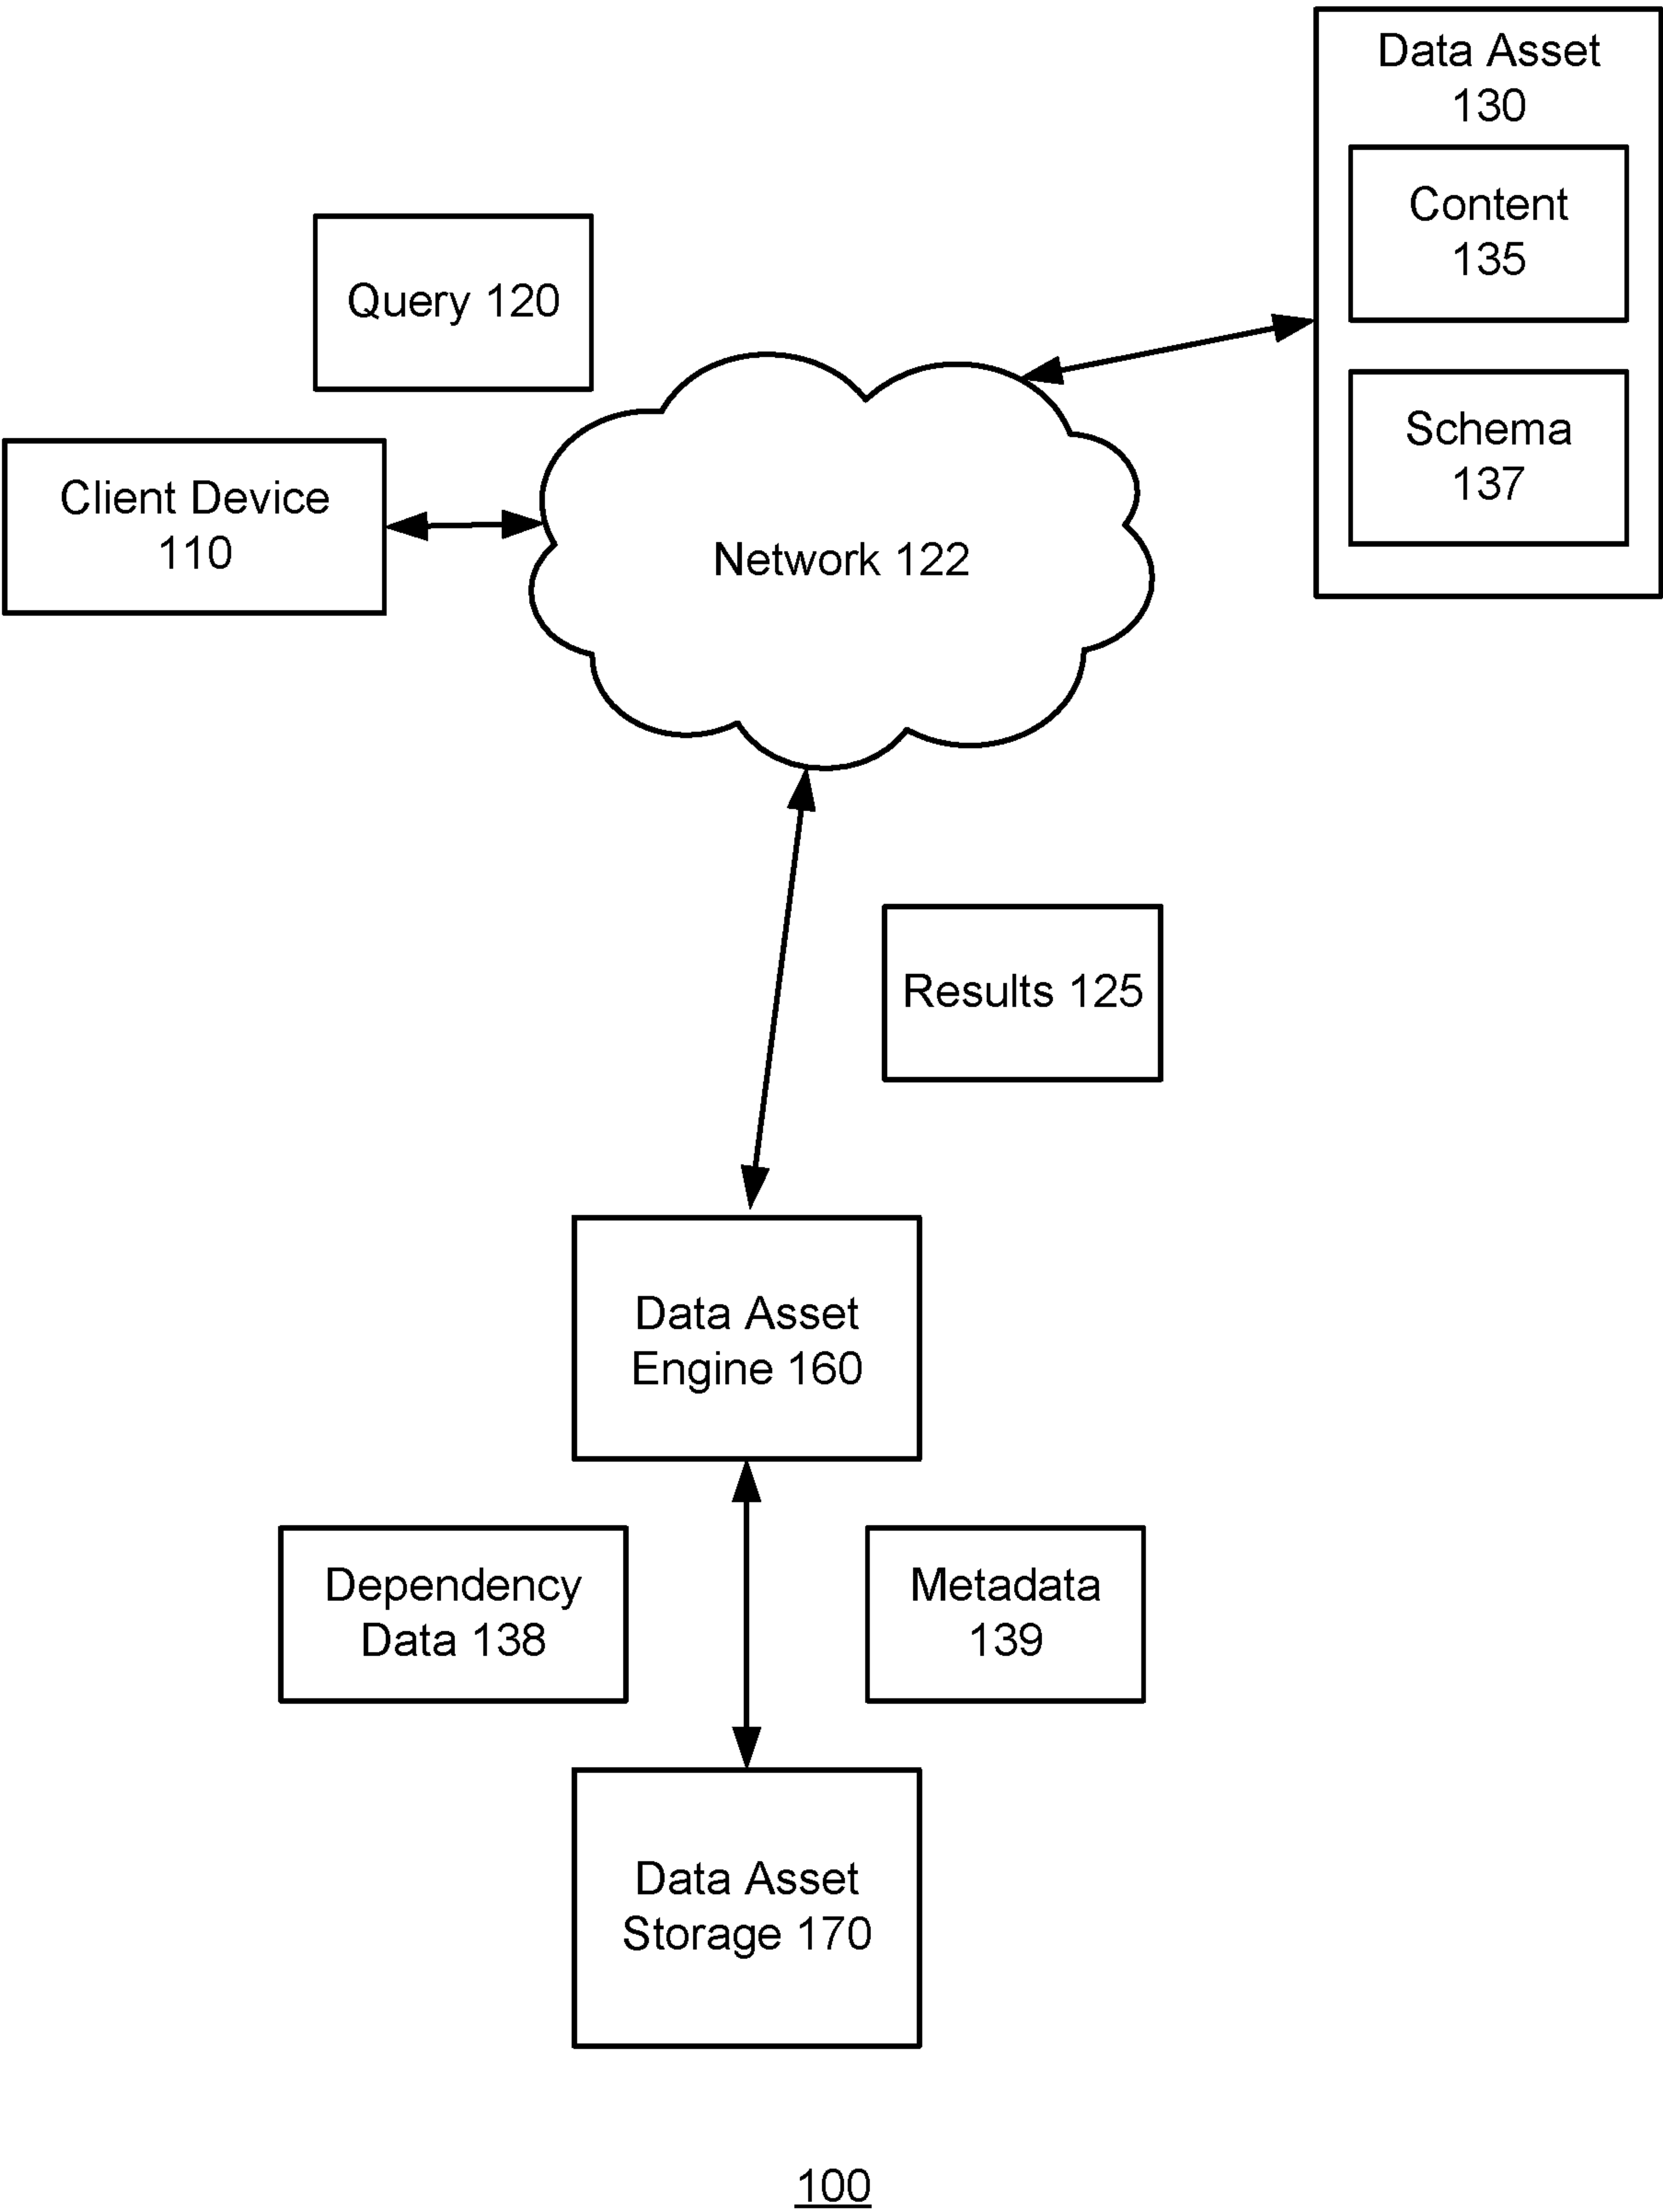 Data Asset
130
Content
135
Query 120
Schema
137
Client Device
110
Network 122
Results 125
Data Asset
Engine 160
Dependency
Data 138
Metadata
139
Data Asset
Storage 170
100